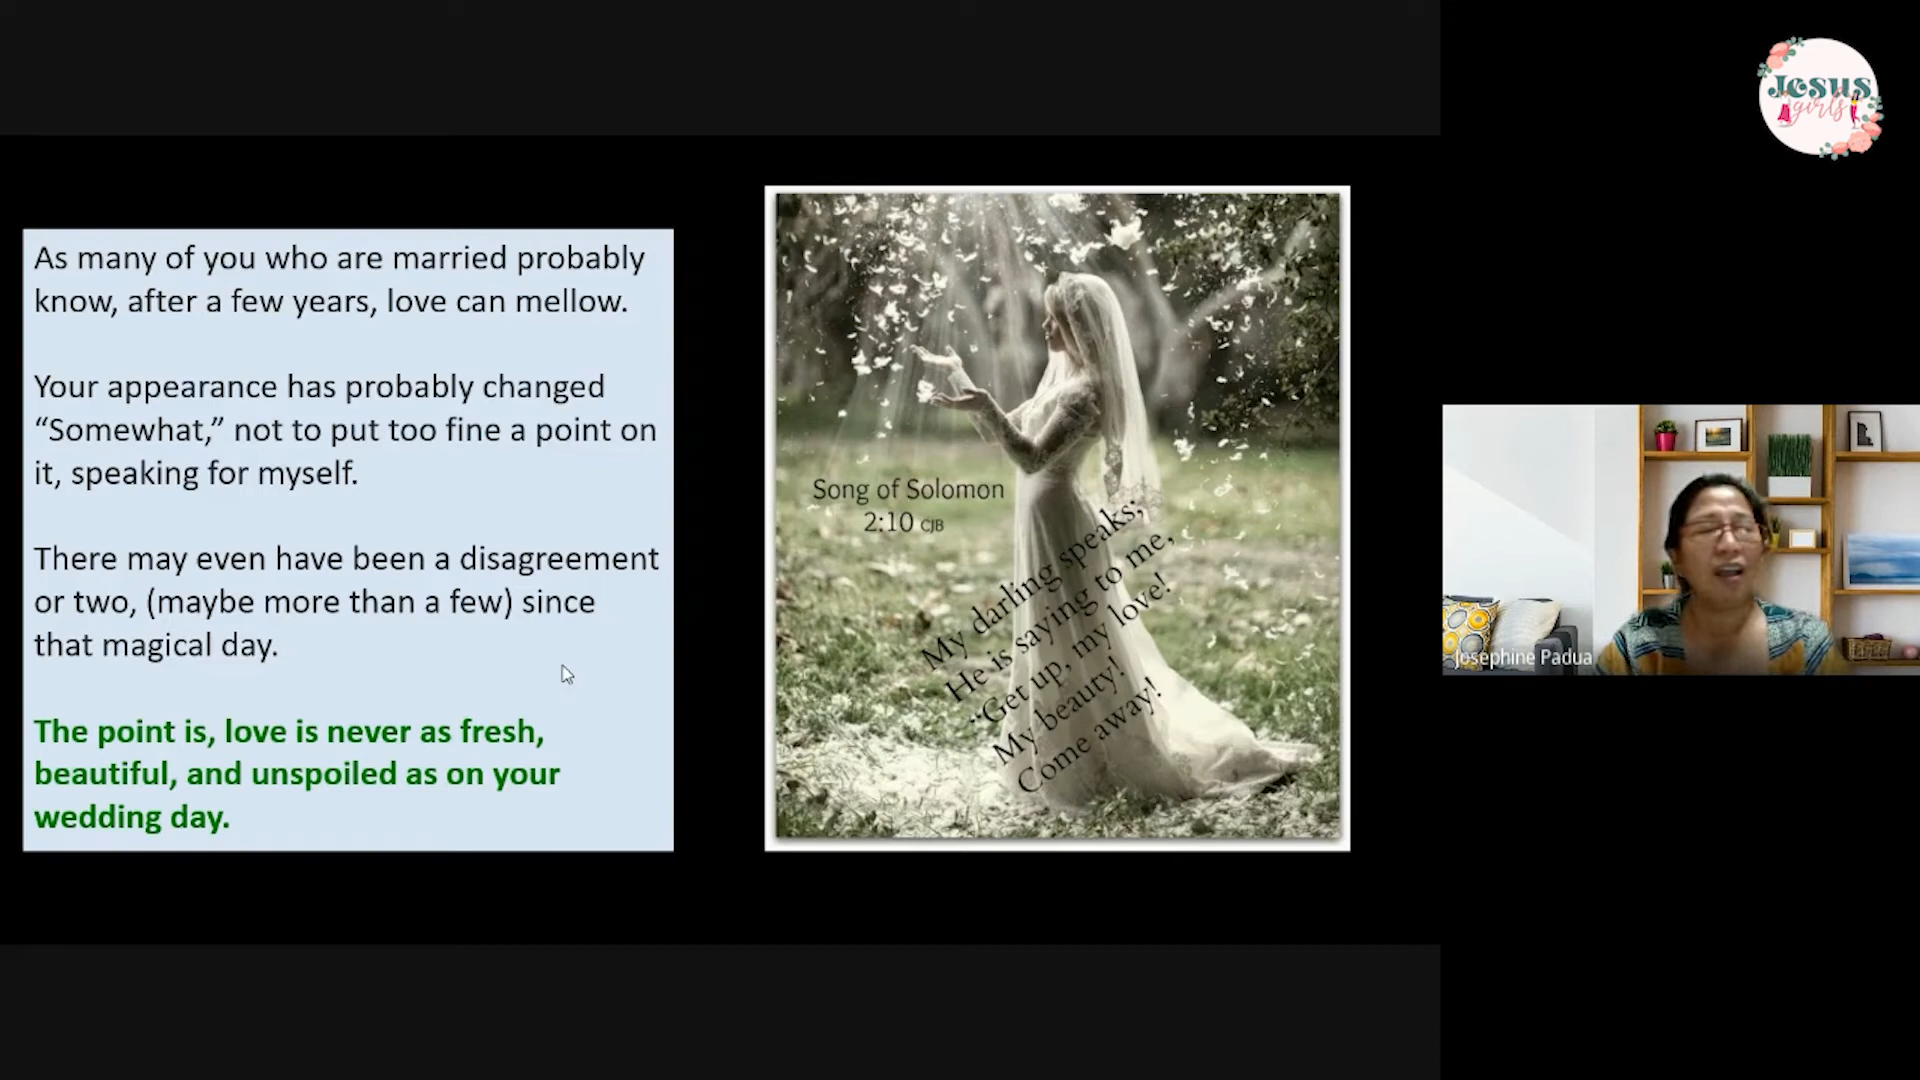 As many of you who are married probably
know, after a few years, love can mellow.
Your appearance has probably changed
“Somewhat,” not to put too fine a point on
it, speaking for myself.
There may even have been a disagreement
or two, (maybe more than a few) since
that magical day.
The point is, love is never as fresh,
beautiful, and unspoiled as on your
wedding day.
Song of Solomon
2:10 CJB
My darling speaks;
He is saying to me,
“Get up, my love!
My beauty!
Come away!
Jesus
girls
Josephine Padua